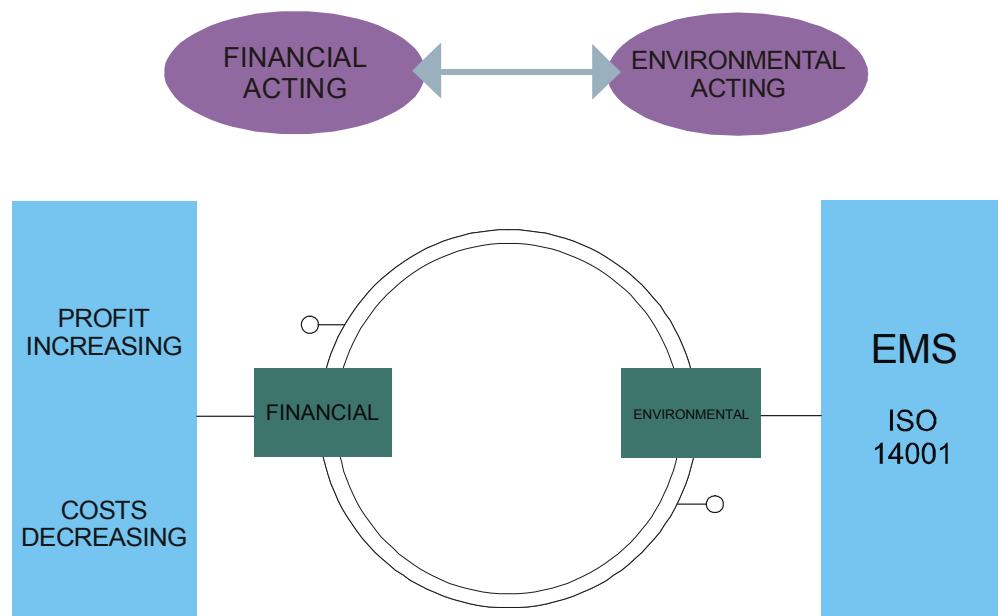 FINANCIAL
ACTING
ENVIRONMENTAL
ACTING
PROFIT
INCREASING
COSTS
DECREASING
FINANCIAL
ENVIRONMENTAL
EMS
ISO
14001